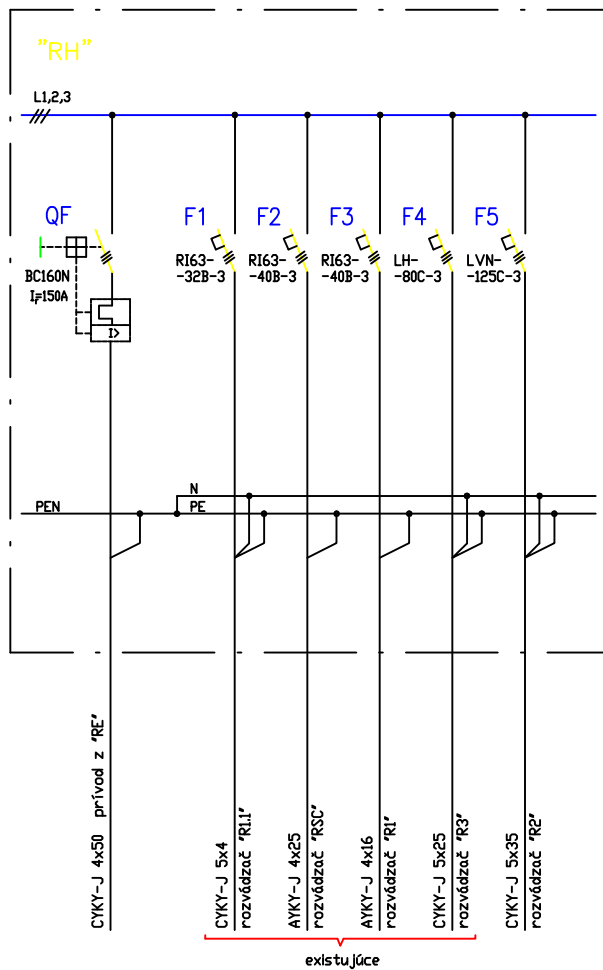 "RH"
L1,2,3
QF
F1
F2
F3
F4
F5
BC160N
Ir=150A
RI63-
-32B-3
RI63-
-40B-3
RI63-
-40B-3
LH-
-80C-3
LVN-
-125C-3
I>
N
PEN
PE
CYKY-J 4x50 prívod z "RE"
CYKY-J 5x4
rozvádzač "R1.1"
AYKY-J 4x25
rozvádzač "RSC"
AYKY-J 4x16
rozvádzač "R1"
CYKY-J 5x25
rozvádzač "R3"
CYKY-J 5x35
rozvádzač "R2"
existujúce